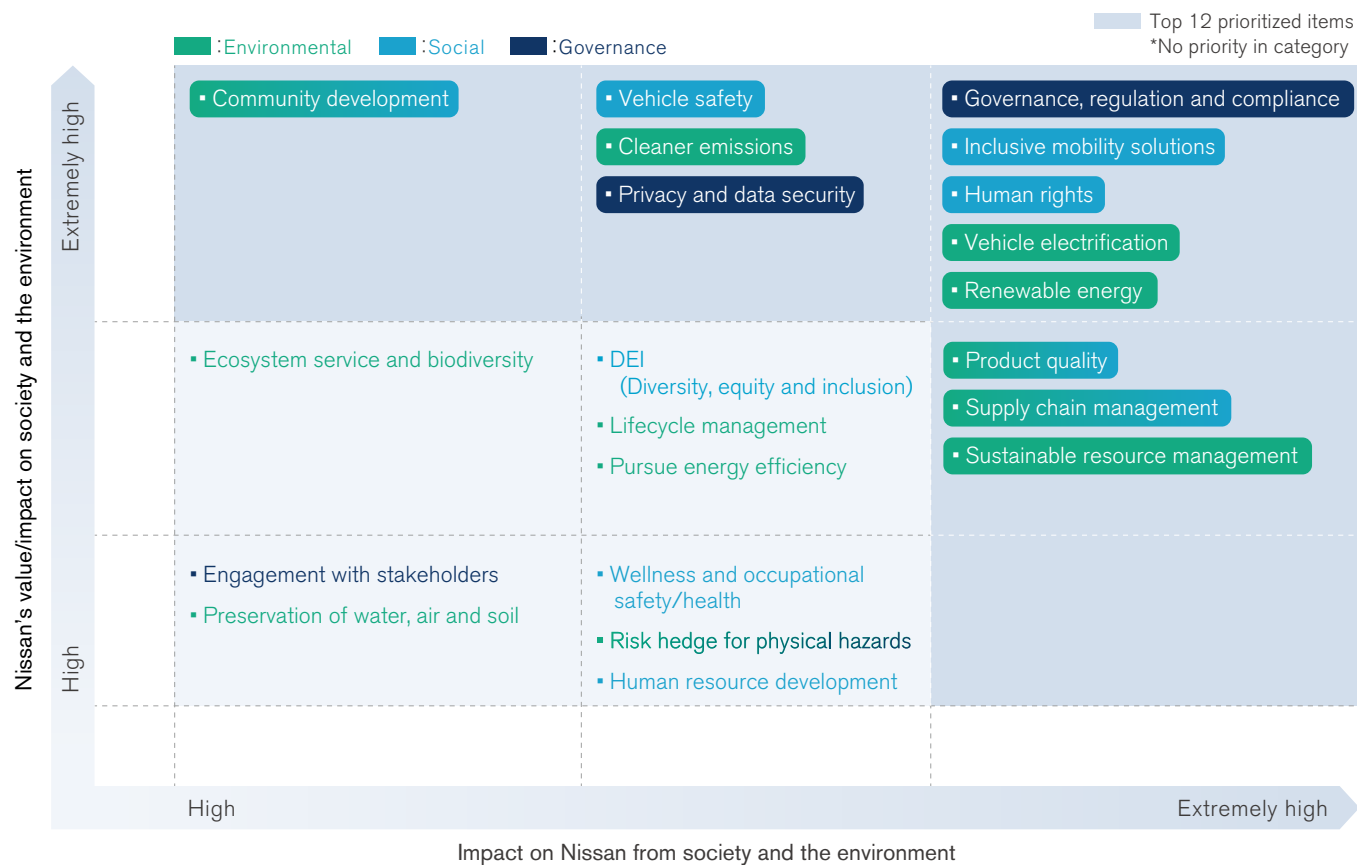 Top 12 prioritized items
*No priority in category
:Environmental :Social :Governance
Nissan's value/impact on society and the environment
Extremely high
High
▪ Community development
▪ Vehicle safety
▪ Cleaner emissions
▪ Privacy and data security
▪ Governance, regulation and compliance
▪ Inclusive mobility solutions
▪ Human rights
▪ Vehicle electrification
▪ Renewable energy
▪ Ecosystem service and biodiversity
▪ DEI
(Diversity, equity and inclusion)
▪ Lifecycle management
▪ Pursue energy efficiency
▪ Product quality
▪ Supply chain management
▪ Sustainable resource management
▪ Engagement with stakeholders
▪ Preservation of water, air and soil
▪ Wellness and occupational
safety/health
▪ Risk hedge for physical hazards
▪ Human resource development
High
Extremely high
Impact on Nissan from society and the environment